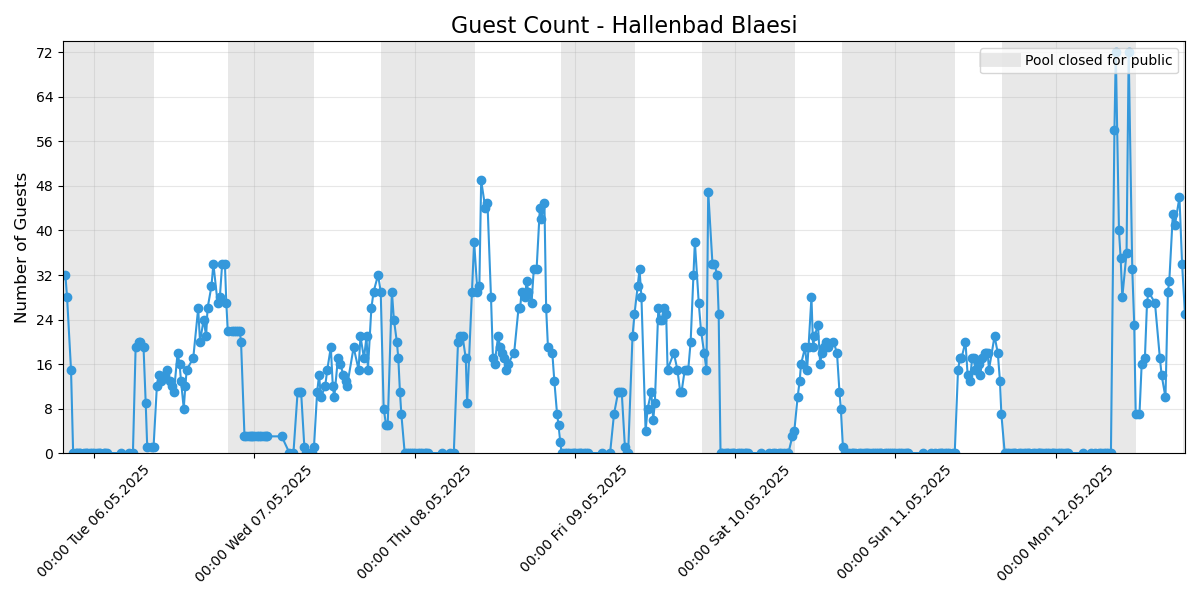 Guest Count - Hallenbad Blaesi
Pool closed for public
Number of Guests
72
64
56
48
40
32
24
16
8
0
00:00 Tue 06.05.2025
00:00 Wed 07.05.2025
00:00 Thu 08.05.2025
00:00 Fri 09.05.2025
00:00 Sat 10.05.2025
00:00 Sun 11.05.2025
00:00 Mon 12.05.2025